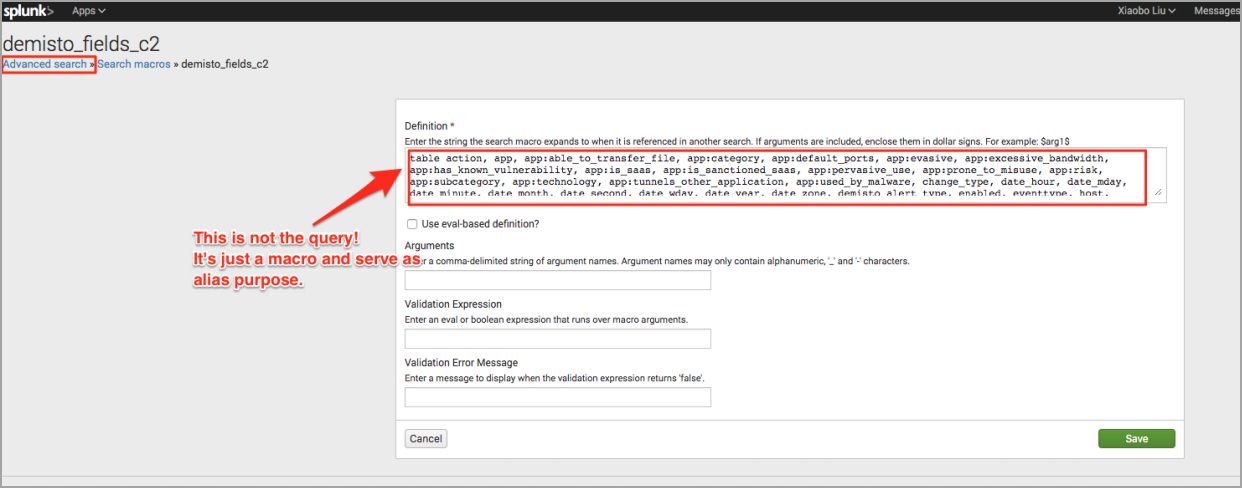 splunk> Apps Xiaobo Liu Messages
demisto_fields_c2
Advanced search » Search macros » demisto_fields_c2
Definition *
Enter the string the search macro expands to when it is referenced in another search. If arguments are included, enclose them in dollar signs. For example: $arg1$
table action, app, app:able_to_transfer_file, app:category, app:default_ports, app:evasive, app:excessive_bandwidth,
app:has_known_vulnerability, app:is_saas, app:is_sanctioned_saas, app:pervasive_use, app:prone_to_misuse, app:risk,
app:subcategory, app:technology, app:tunnels_other_application, app:used_by_malware, change_type, date_hour, date_mday,
date_minute, date_month, date_second, date_wday, date_year, date_zone, demisto_alert_type, enabled, eventtype, host,
Use eval-based definition?
This is not the query!
It's just a macro and serve as
alias purpose.
Arguments
a comma-delimited string of argument names. Argument names may only contain alphanumeric, '_' and '-' characters.
Validation Expression
Enter an eval or boolean expression that runs over macro arguments.
Validation Error Message
Enter a message to display when the validation expression returns 'false'.
Cancel Save